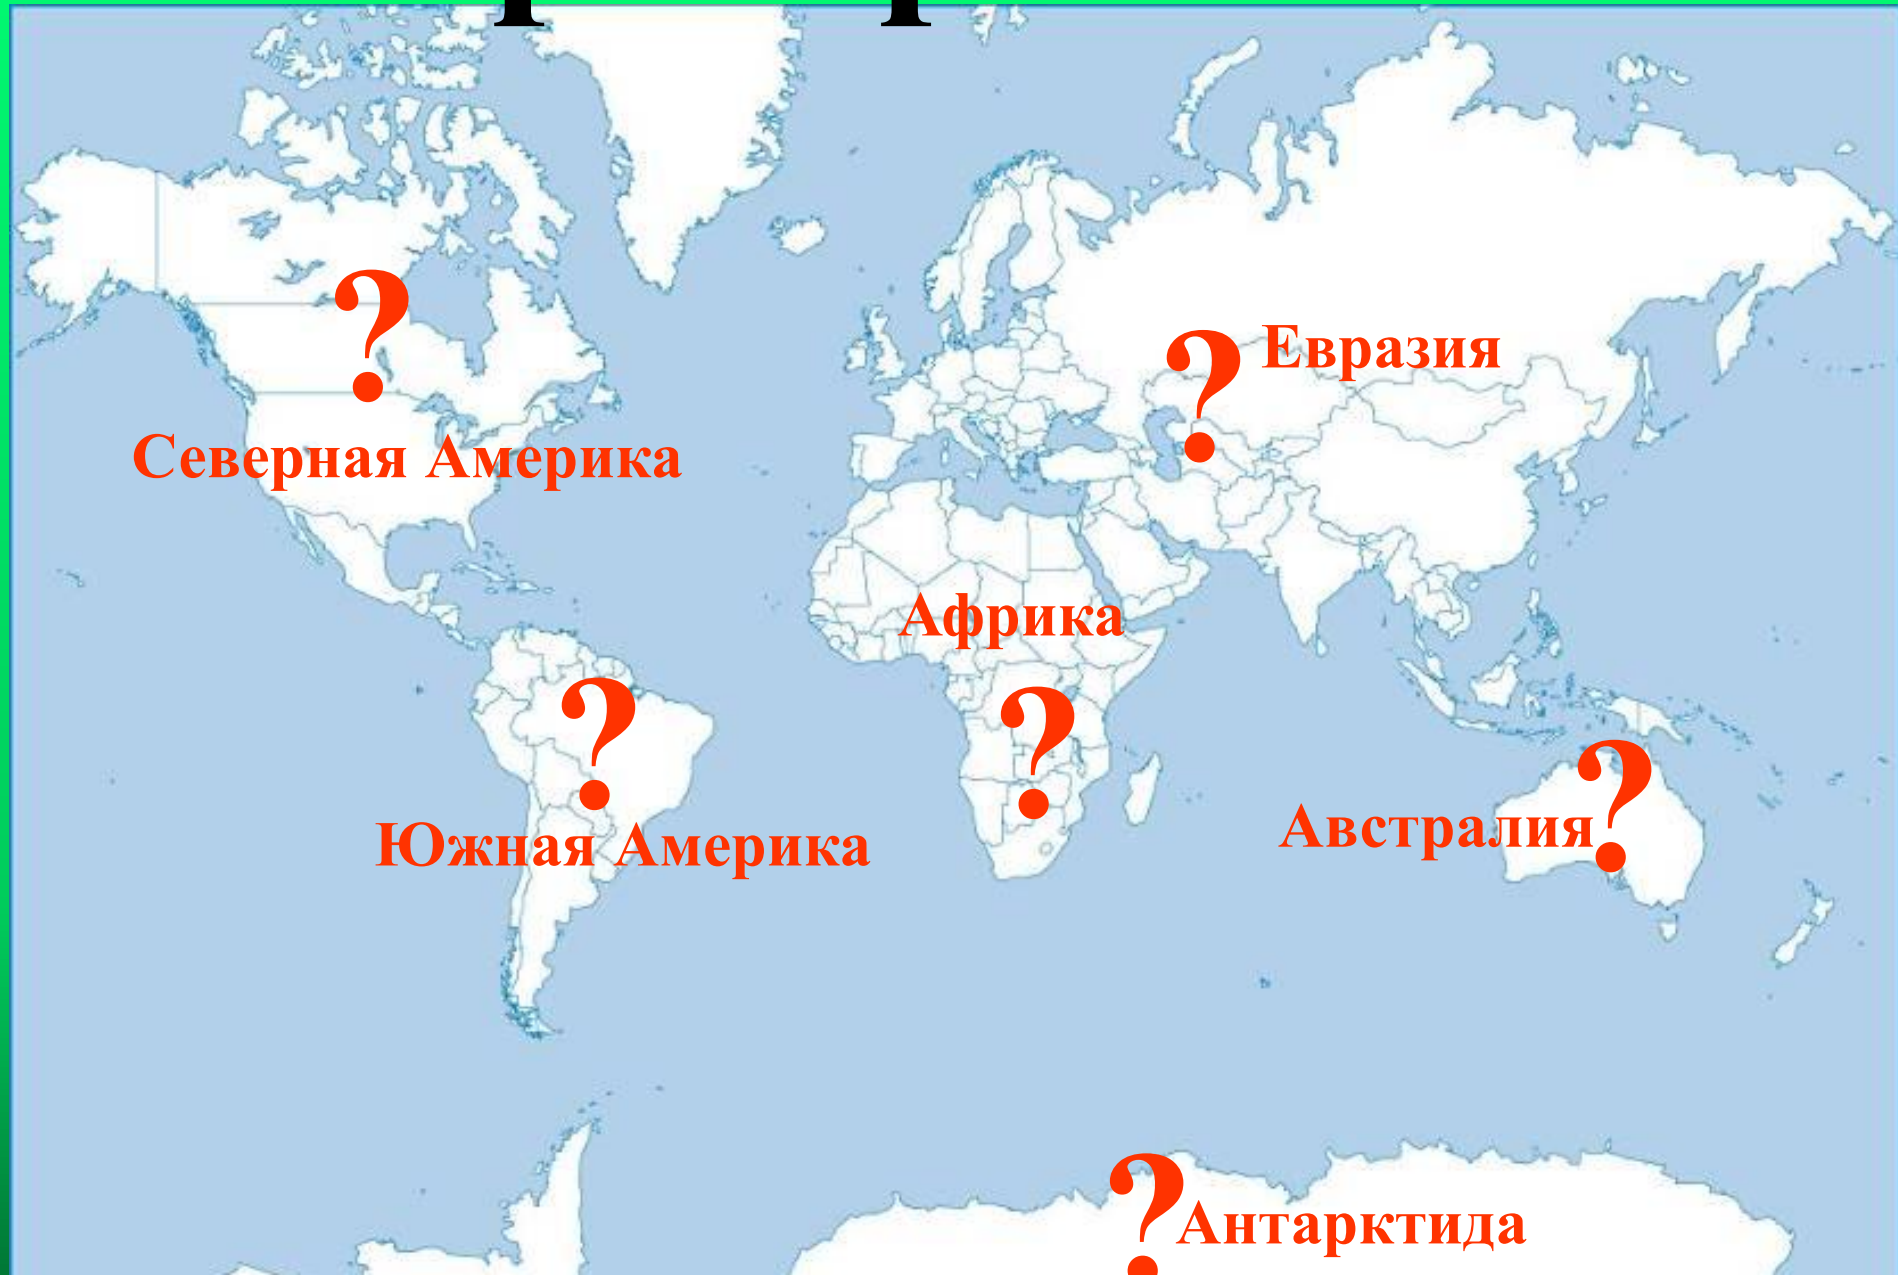 ?
?
Евразия
Северная Америка
Африка
?
?
?
Южная Америка
Австралия
?
Антарктида